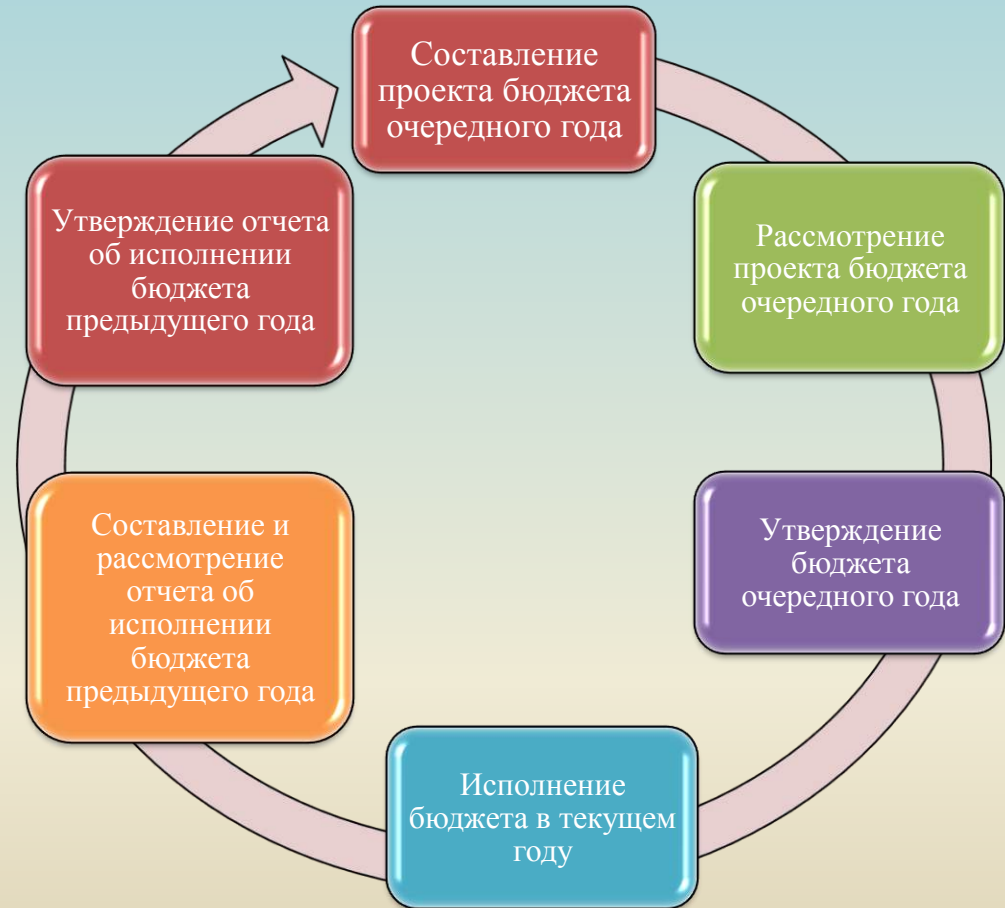 Составление
проекта бюджета
очередного года
Рассмотрение
проекта бюджета
очередного года
Утверждение
бюджета
очередного года
Исполнение
бюджета в текущем
году
Составление и
рассмотрение
отчета об
исполнении
бюджета
предыдущего года
Утверждение отчета
об исполнении
бюджета
предыдущего года